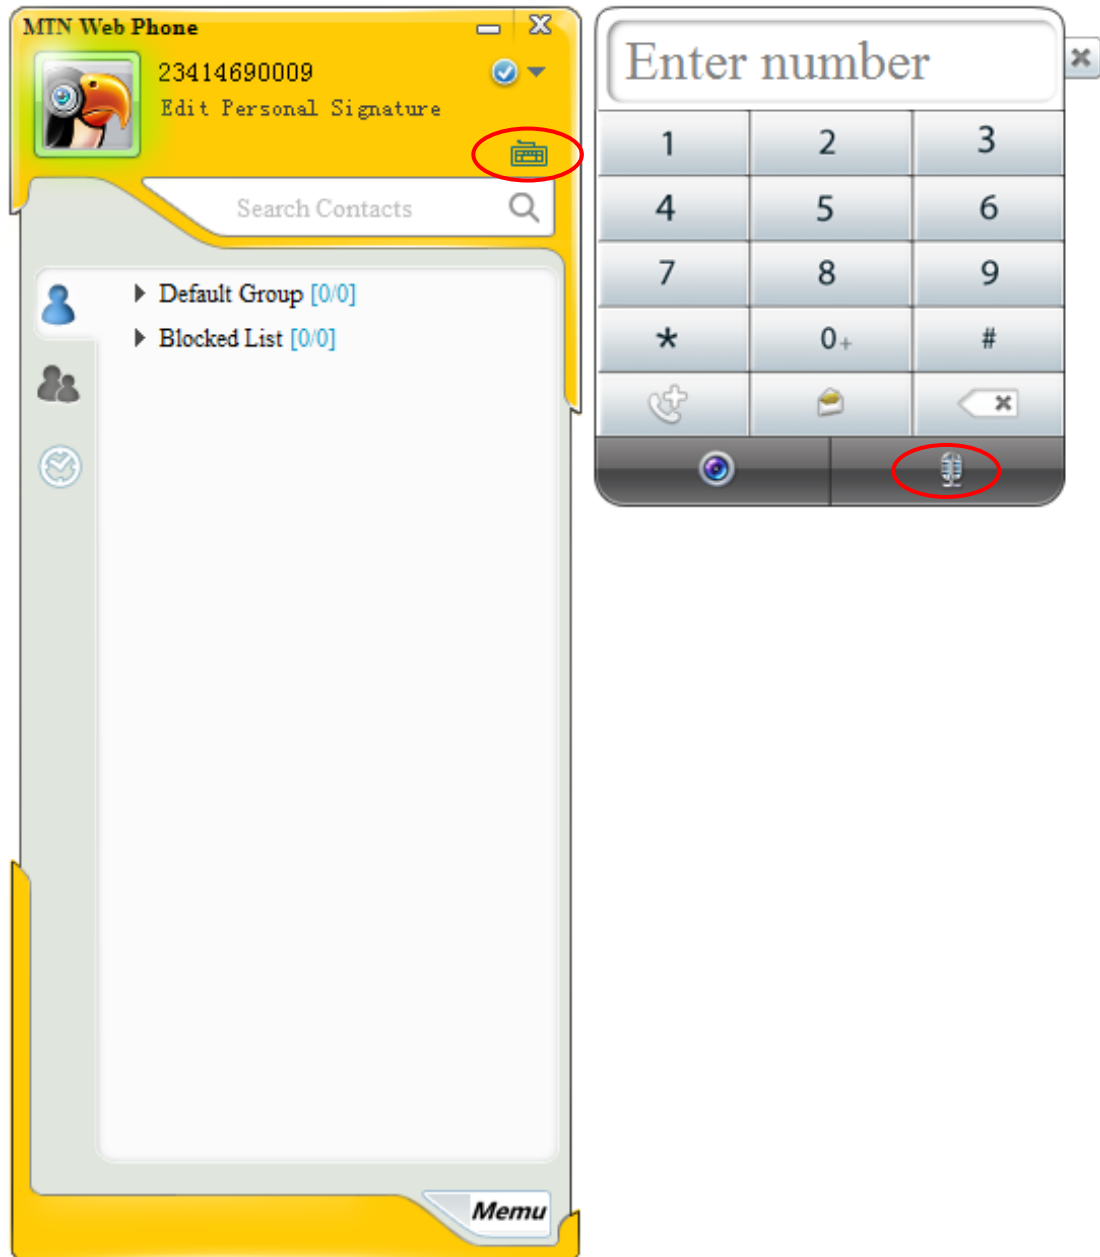 MTN Web Phone
23414690009
Edit Personal Signature
Search Contacts
Default Group [0/0]
Blocked List [0/0]
Memu
Enter number
1 2 3
4 5 6
7 8 9
* 0+ #